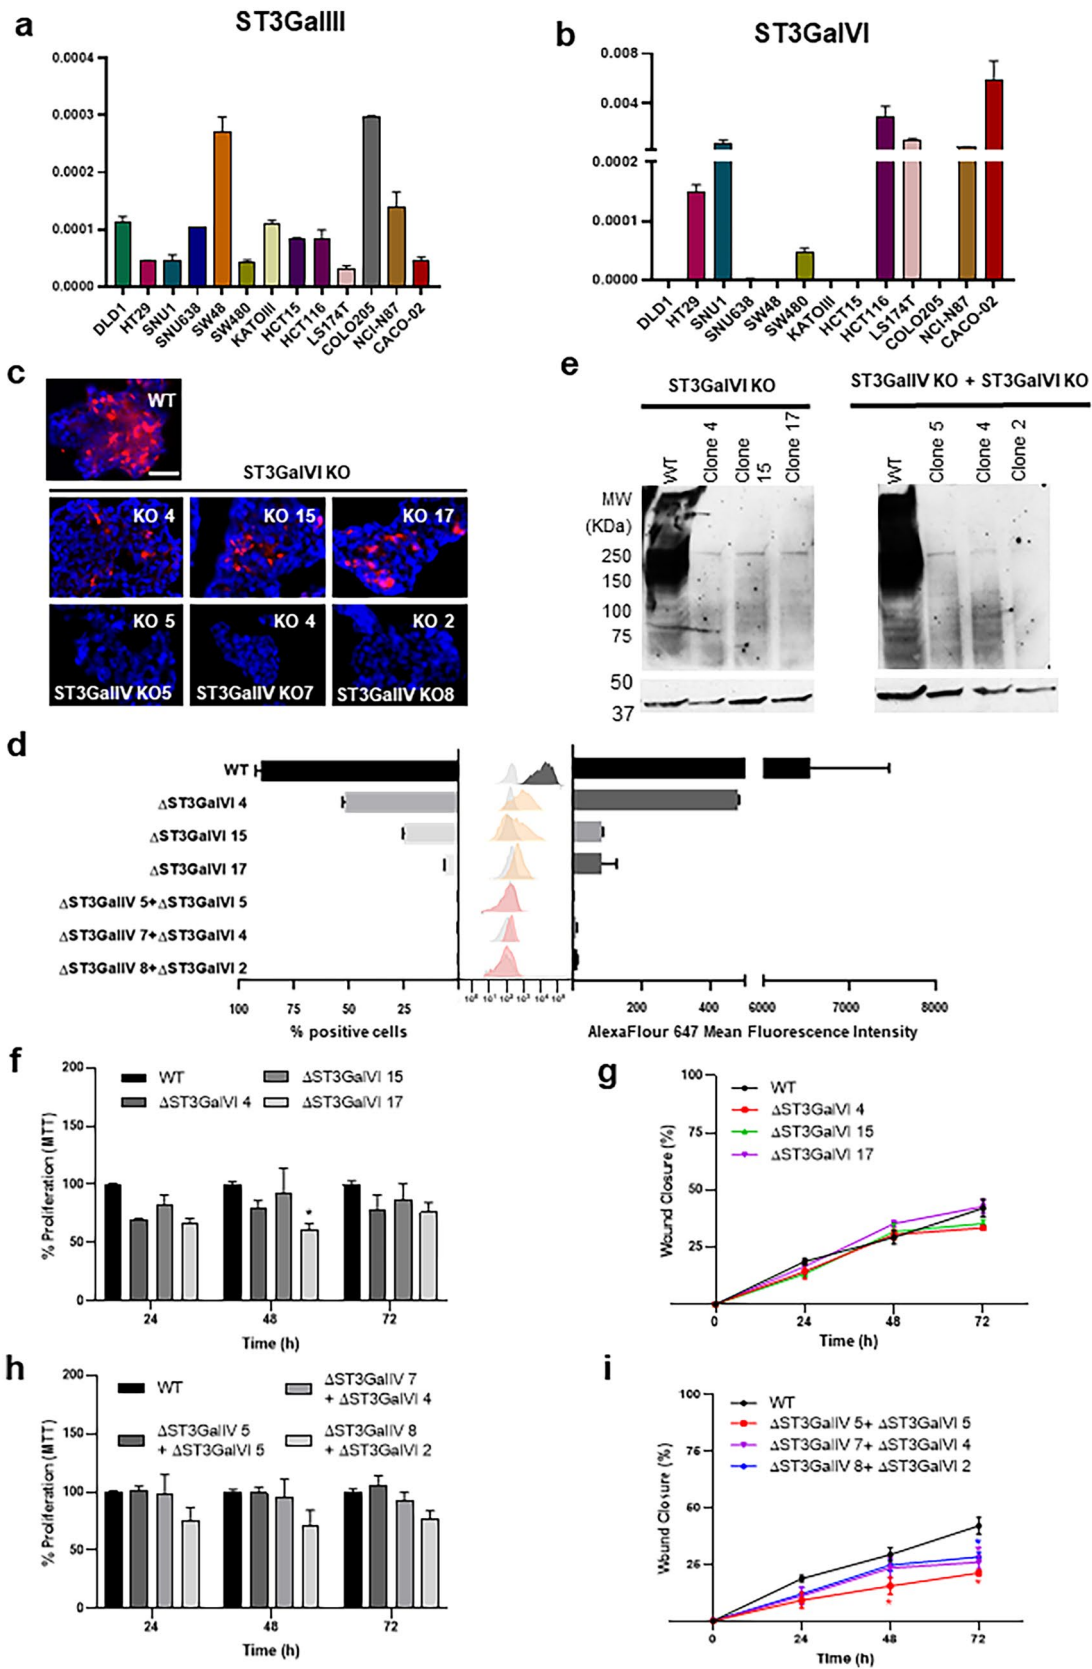 a
ST3GalIII
0.0004
0.0003
0.0002
0.0001
0.0000
DLD1
HT29
SNU1
SNU638
SW48
SW480
KATOIII
HCT15
HCT116
LS174T
COLO205
NCI-N87
CACO-02
b
ST3GalVI
0.008
0.004
0.0002
0.0001
0.0000
DLD1
HT29
SNU1
SNU638
SW48
SW480
KATOIII
HCT15
HCT116
LS174T
COLO205
NCI-N87
CACO-02
c
WT
ST3GalVI KO
KO 4
KO 15
KO 17
KO 5
KO 4
KO 2
ST3GalIV KO5
ST3GalIV KO7
ST3GalIV KO8
e
ST3GalVI KO
ST3GalIV KO + ST3GalVI KO
WT
Clone 4
Clone 15
Clone 17
WT
Clone 5
Clone 4
Clone 2
MW
(KDa)
250
150
100
75
50
37
d
WT
ΔST3GalVI 4
ΔST3GalVI 15
ΔST3GalVI 17
ΔST3GalIV 5+ΔST3GalVI 5
ΔST3GalIV 7+ΔST3GalVI 4
ΔST3GalIV 8+ΔST3GalVI 2
100 75 50 25
% positive cells
10⁰ 10¹ 10² 10³ 10⁴ 10⁵
200 400 6000 7000 8000
AlexaFlour 647 Mean Fluorescence Intensity
f
% Proliferation (MTT)
200
150
100
50
0
WT
ΔST3GalVI 4
ΔST3GalVI 15
ΔST3GalVI 17
*
24 48 72
Time (h)
g
Wound Closure (%)
100
75
50
25
WT
ΔST3GalVI 4
ΔST3GalVI 15
ΔST3GalVI 17
0 24 48 72
Time (h)
h
% Proliferation (MTT)
200
150
100
50
0
WT
ΔST3GalIV 5
+ ΔST3GalVI 5
ΔST3GalIV 7
+ ΔST3GalVI 4
ΔST3GalIV 8
+ ΔST3GalVI 2
24 48 72
Time (h)
i
Wound Closure (%)
100
75
60
25
WT
ΔST3GalIV 5+ ΔST3GalVI 5
ΔST3GalIV 7+ ΔST3GalVI 4
ΔST3GalIV 8+ ΔST3GalVI 2
*
*
*
0 24 48 72
Time (h)